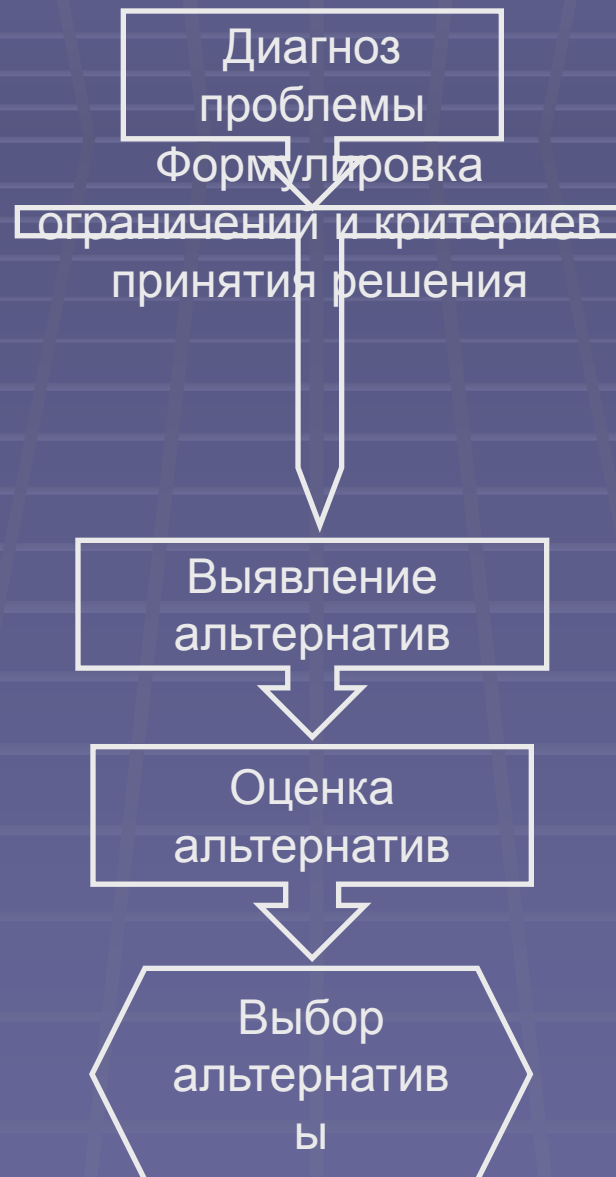 Диагноз
проблемы
Формулировка
ограничений и критериев
принятия решения
Выявление
альтернатив
Оценка
альтернатив
Выбор
альтернатив
ы